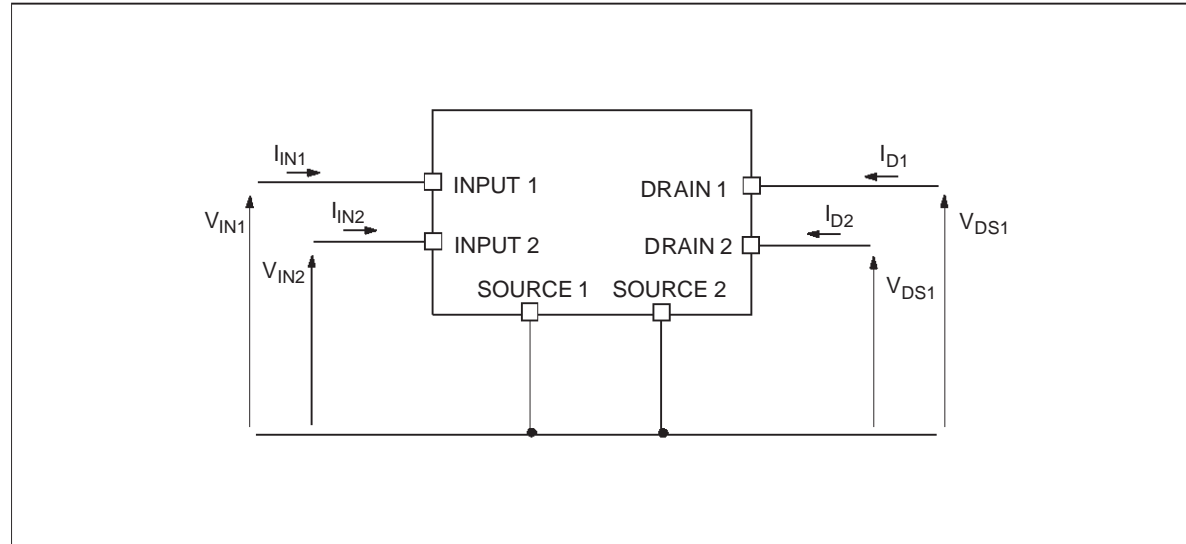 I_IN1
INPUT 1
DRAIN 1
I_D1
V_IN1
I_IN2
INPUT 2
DRAIN 2
I_D2
V_DS1
V_IN2
SOURCE 1
SOURCE 2
V_DS1